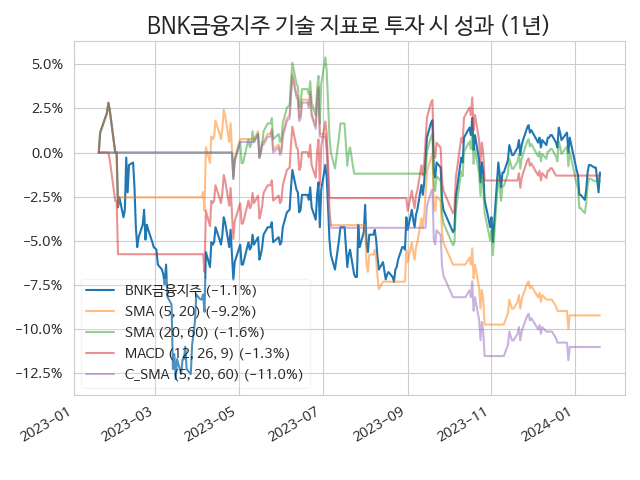 BNK금융지주 기술 지표로 투자 시 성과 (1년)
5.0%
2.5%
0.0%
−2.5%
−5.0%
−7.5%
−10.0%
−12.5%
BNK금융지주 (−1.1%)
SMA (5, 20) (−9.2%)
SMA (20, 60) (−1.6%)
MACD (12, 26, 9) (−1.3%)
C_SMA (5, 20, 60) (−11.0%)
2023-01
2023-03
2023-05
2023-07
2023-09
2023-11
2024-01